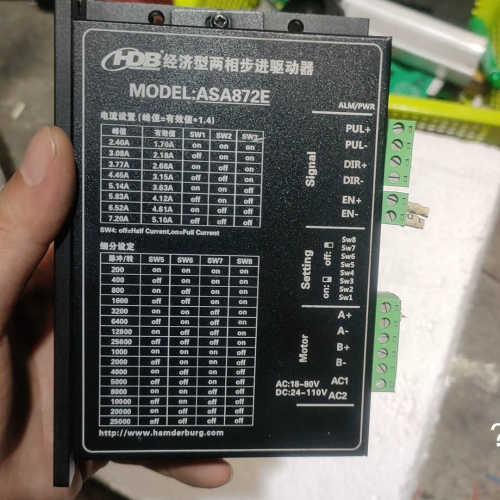 HDB® 经济型两相步进驱动器
MODEL:ASA872E
电流设置(峰值=有效值*1.4)
峰值 有效值 SW1 SW2 SW3
2.40A 1.70A on on on
3.08A 2.18A off on on
3.77A 2.68A on off on
4.45A 3.15A off off on
5.14A 3.63A on on off
5.83A 4.12A off on off
6.52A 4.61A on off off
7.20A 5.10A off off off
SW4: off=Half Current,on=Full Current
细分设定
脉冲/转 SW5 SW6 SW7 SW8
200 on on on on
400 off on on on
800 on off on on
1600 off off on on
3200 on on off on
6400 off on off on
12800 on off off on
25600 off off off on
1000 on on on off
2000 off on on off
4000 on off on off
5000 off off on off
8000 on on off off
10000 off on off off
20000 on off off off
25000 off off off off
http://www.hamderburg.com
ALM/PWR
Signal
PUL+
PUL-
DIR+
DIR-
EN+
EN-
Setting
on:
off:
Sw8
Sw7
Sw6
Sw5
Sw4
Sw3
Sw2
Sw1
Motor
A+
A-
B+
B-
AC:18-80V
DC:24-110V
AC1
AC2
?